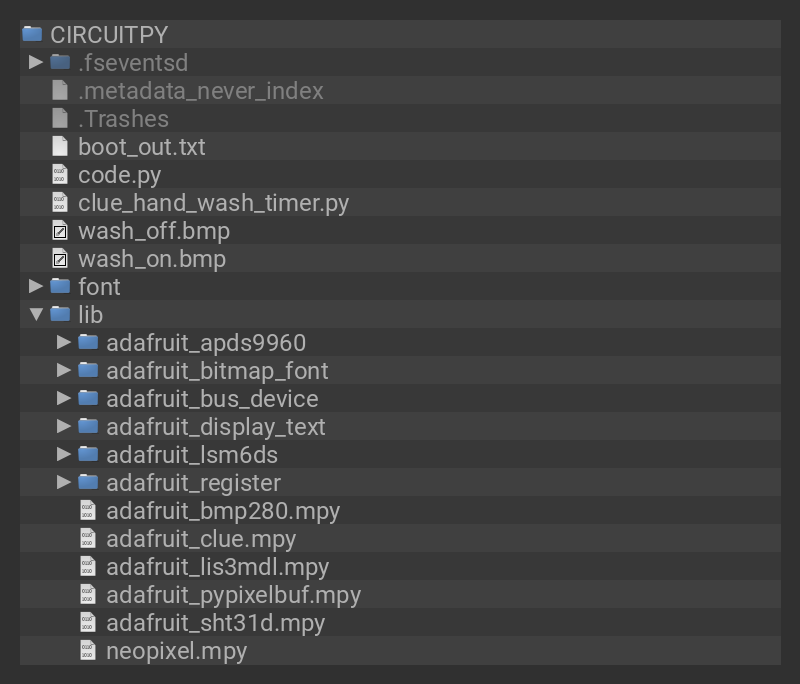 CIRCUITPY
.fseventsd
.metadata_never_index
.Trashes
boot_out.txt
code.py
clue_hand_wash_timer.py
wash_off.bmp
wash_on.bmp
font
lib
adafruit_apds9960
adafruit_bitmap_font
adafruit_bus_device
adafruit_display_text
adafruit_lsm6ds
adafruit_register
adafruit_bmp280.mpy
adafruit_clue.mpy
adafruit_lis3mdl.mpy
adafruit_pypixelbuf.mpy
adafruit_sht31d.mpy
neopixel.mpy